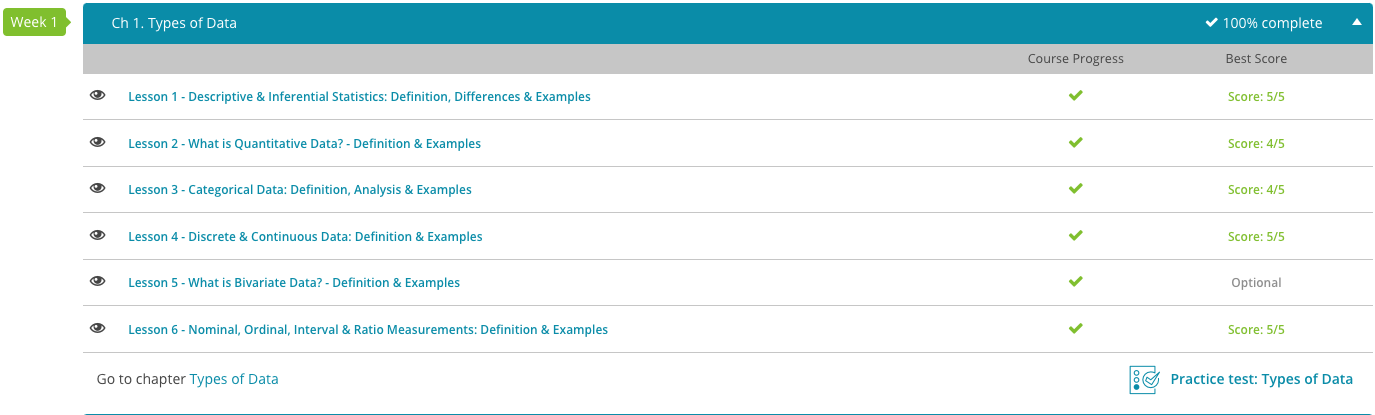 Week 1
Ch 1. Types of Data 100% complete
Course Progress Best Score
Lesson 1 - Descriptive & Inferential Statistics: Definition, Differences & Examples Score: 5/5
Lesson 2 - What is Quantitative Data? - Definition & Examples Score: 4/5
Lesson 3 - Categorical Data: Definition, Analysis & Examples Score: 4/5
Lesson 4 - Discrete & Continuous Data: Definition & Examples Score: 5/5
Lesson 5 - What is Bivariate Data? - Definition & Examples Optional
Lesson 6 - Nominal, Ordinal, Interval & Ratio Measurements: Definition & Examples Score: 5/5
Go to chapter Types of Data Practice test: Types of Data